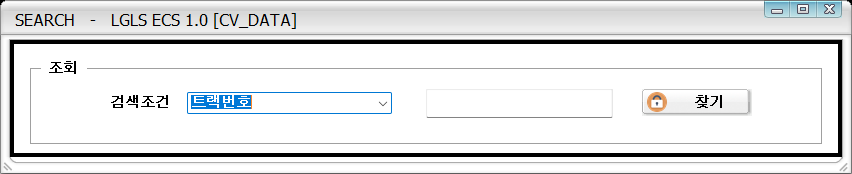 SEARCH - LGLS ECS 1.0 [CV_DATA]
조회
검색조건 트랙번호 찾기